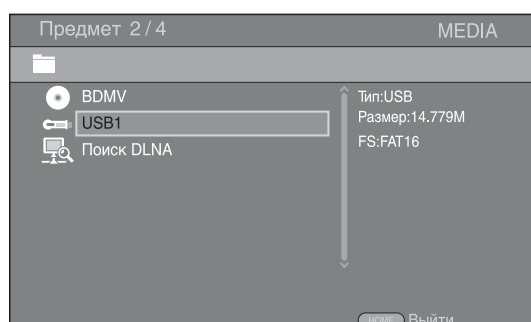 Предмет 2/4 MEDIA
BDMV
USB1
Поиск DLNA
Тип:USB
Размер:14.779M
FS:FAT16
HOME Выйти